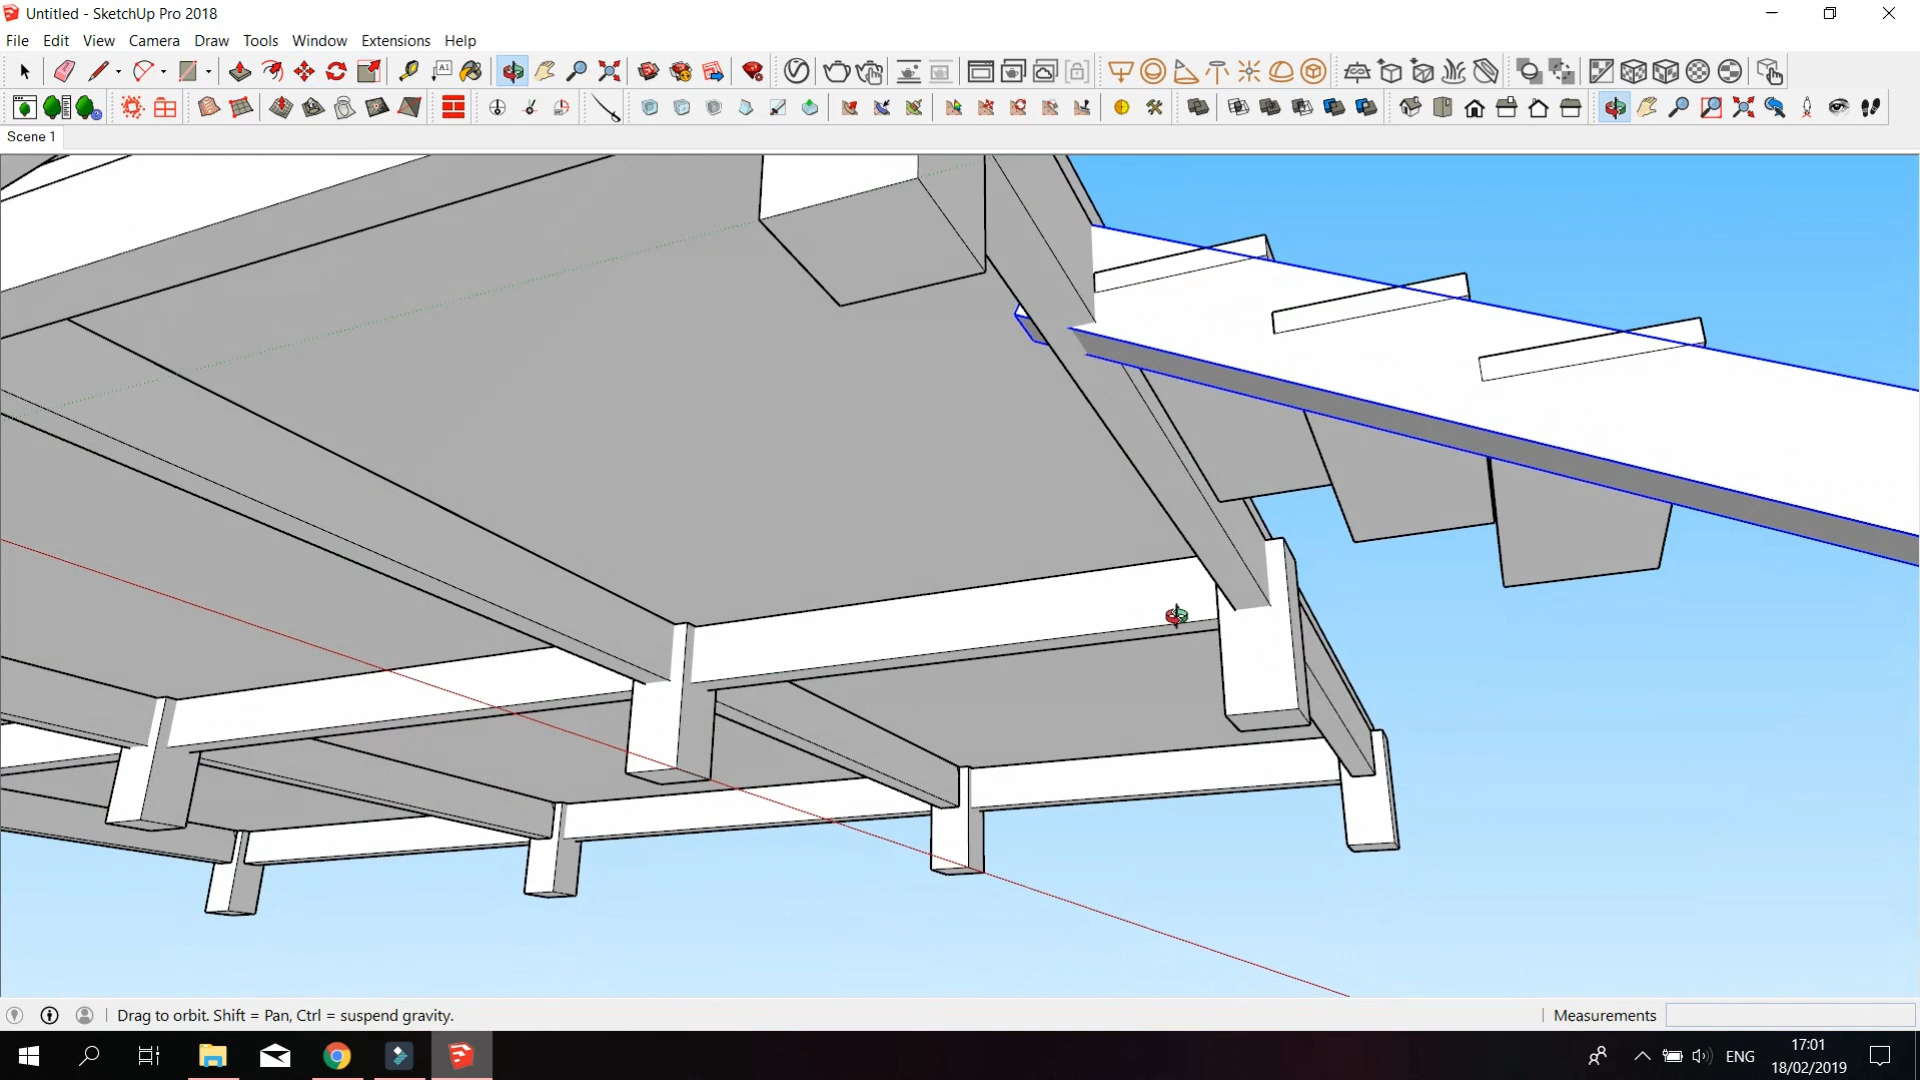 Untitled - SketchUp Pro 2018
File Edit View Camera Draw Tools Window Extensions Help
A1
Scene 1
Drag to orbit. Shift = Pan, Ctrl = suspend gravity.
Measurements
ENG
17:01
18/02/2019